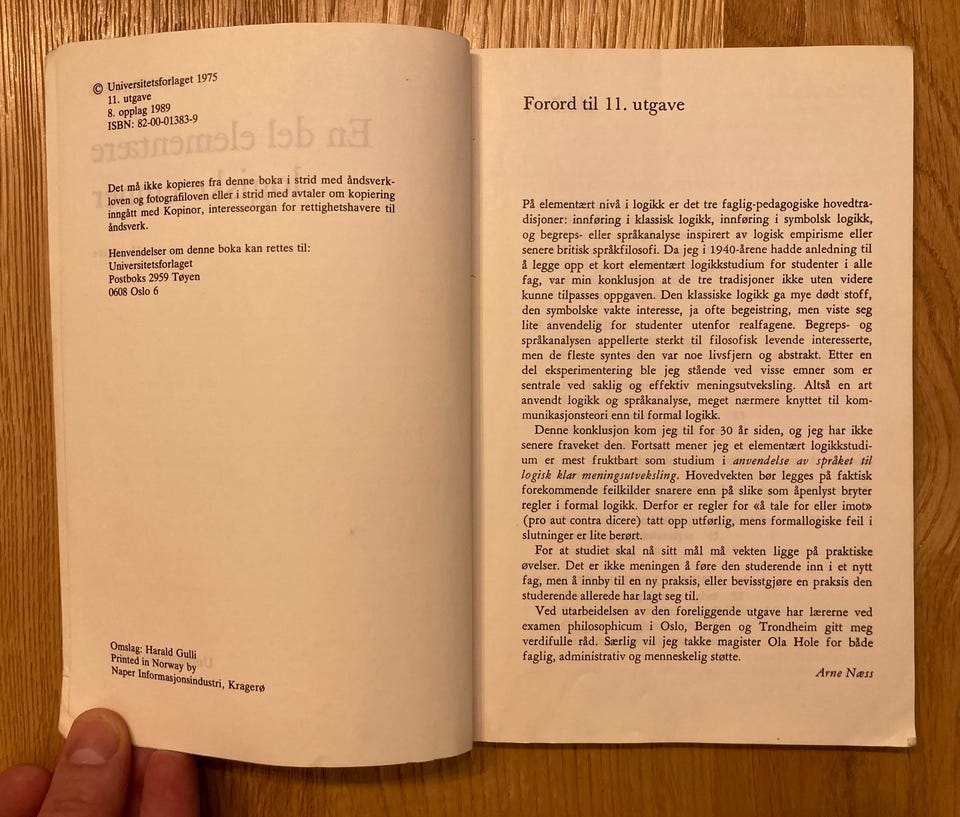 © Universitetsforlaget 1975
11. utgave
8. opplag 1989
ISBN: 82-00-01383-9
Det må ikke kopieres fra denne boka i strid med åndsverk-
loven og fotografiloven eller i strid med avtaler om kopiering
inngått med Kopinor, interesseorgan for rettighetshavere til
åndsverk.
Henvendelser om denne boka kan rettes til:
Universitetsforlaget
Postboks 2959 Tøyen
0608 Oslo 6
Omslag: Harald Gulli
Printed in Norway by
Naper Informasjonsindustri, Kragerø
Forord til 11. utgave
På elementært nivå i logikk er det tre faglig-pedagogiske hovedtra-
disjoner: innføring i klassisk logikk, innføring i symbolsk logikk,
og begreps- eller språkanalyse inspirert av logisk empirisme eller
senere britisk språkfilosofi. Da jeg i 1940-årene hadde anledning til
å legge opp et kort elementært logikkstudium for studenter i alle
fag, var min konklusjon at de tre tradisjoner ikke uten videre
kunne tilpasses oppgaven. Den klassiske logikk ga mye dødt stoff,
den symbolske vakte interesse, ja ofte begeistring, men viste seg
lite anvendelig for studenter utenfor realfagene. Begreps- og
språkanalysen appellerte sterkt til filosofisk levende interesserte,
men de fleste syntes den var noe livsfjern og abstrakt. Etter en
del eksperimentering ble jeg stående ved visse emner som er
sentrale ved saklig og effektiv meningsutveksling. Altså en art
anvendt logikk og språkanalyse, meget nærmere knyttet til kom-
munikasjonsteori enn til formal logikk.
Denne konklusjon kom jeg til for 30 år siden, og jeg har ikke
senere fraveket den. Fortsatt mener jeg et elementært logikkstudi-
um er mest fruktbart som studium i anvendelse av språket til
logisk klar meningsutveksling. Hovedvekten bør legges på faktisk
forekommende feilkilder snarere enn på slike som åpenlyst bryter
regler i formal logikk. Derfor er regler for «å tale for eller imot»
(pro aut contra dicere) tatt opp utførlig, mens formallogiske feil i
slutninger er lite berørt.
For at studiet skal nå sitt mål må vekten ligge på praktiske
øvelser. Det er ikke meningen å føre den studerende inn i et nytt
fag, men å innby til en ny praksis, eller bevisstgjøre en praksis den
studerende allerede har lagt seg til.
Ved utarbeidelsen av den foreliggende utgave har lærerne ved
examen philosophicum i Oslo, Bergen og Trondheim gitt meg
verdifulle råd. Særlig vil jeg takke magister Ola Hole for både
faglig, administrativ og menneskelig støtte.
Arne Næss